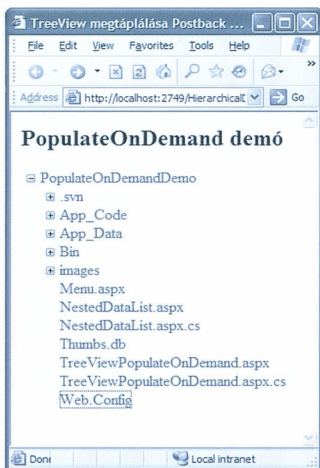 TreeView megtáplálása Postback ...
File Edit View Favorites Tools Help
Address http://localhost:2749/Hierarchical Go
PopulateOnDemand demó
PopulateOnDemandDemo
.svn
App_Code
App_Data
Bin
images
Menu.aspx
NestedDataList.aspx
NestedDataList.aspx.cs
Thumbs.db
TreeViewPopulateOnDemand.aspx
TreeViewPopulateOnDemand.aspx.cs
Web.Config
Done Local intranet